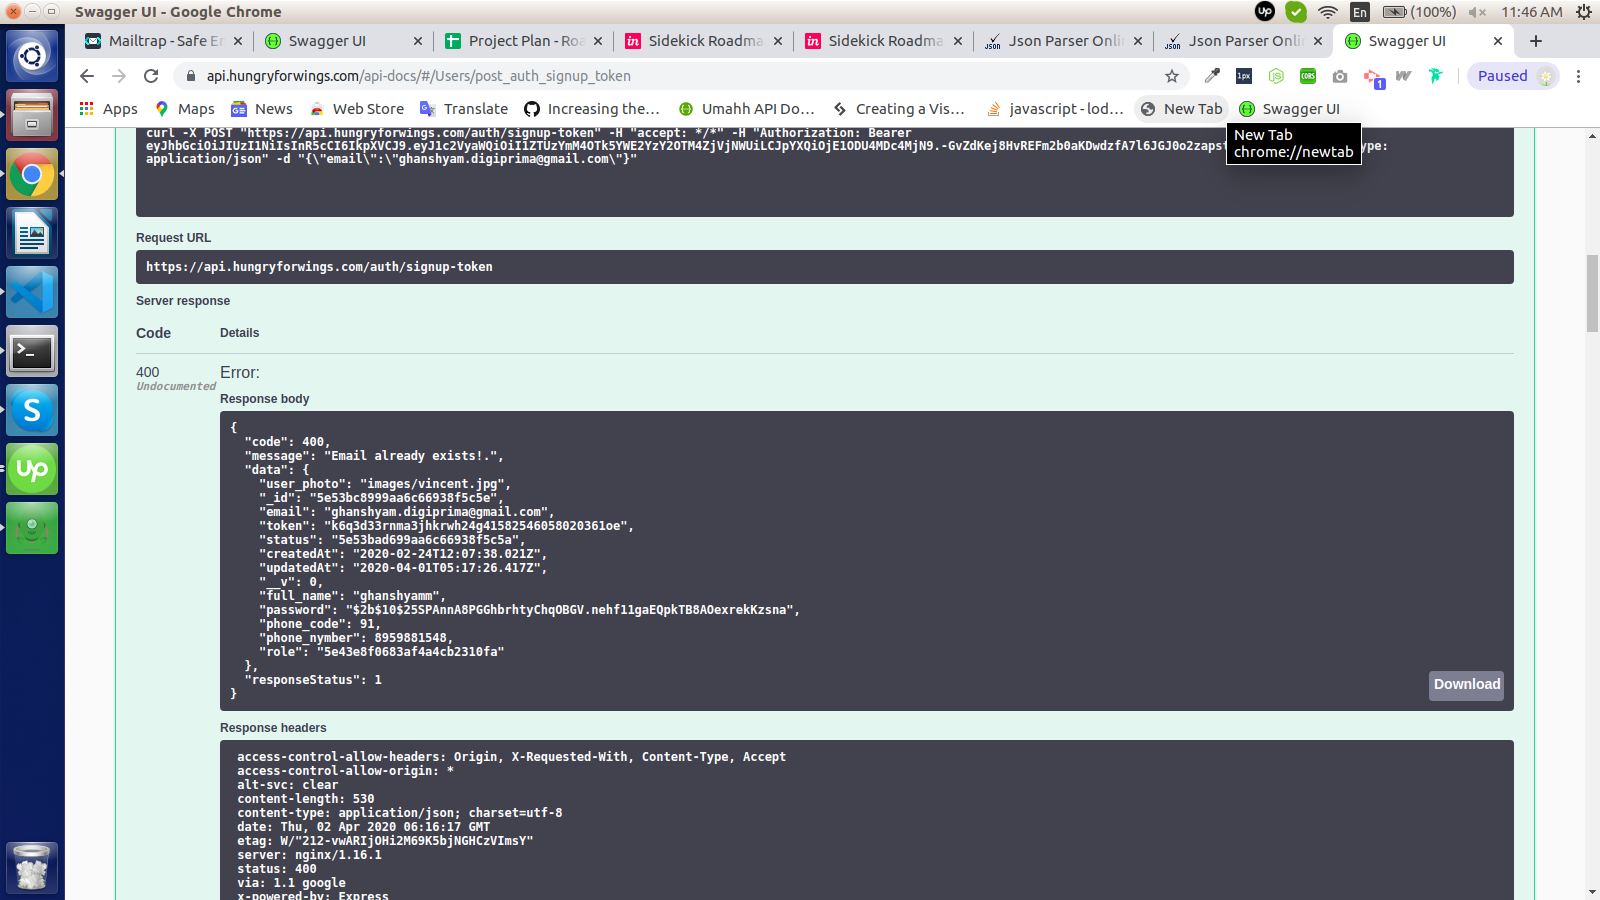 Swagger UI - Google Chrome
up
En
(100%)
11:46 AM
Mailtrap - Safe E
Swagger UI
Project Plan - Ro
Sidekick Roadma
Sidekick Roadma
Json Parser Onli
Json Parser Onli
Swagger UI
api.hungryforwings.com/api-docs/#/Users/post_auth_signup_token
1px
CORS
1
Paused
Apps
Maps
News
Web Store
Translate
Increasing the...
Umahh API Do...
Creating a Vis...
javascript - lod...
New Tab
Swagger UI
New Tab
chrome://newtab
curl -X POST "https://api.hungryforwings.com/auth/signup-token" -H "accept: */*" -H "Authorization: Bearer
application/json" -d "{\"email\":\"ghanshyam.digiprima@gmail.com\"}"
Request URL
https://api.hungryforwings.com/auth/signup-token
Server response
Code Details
400 Error:
Undocumented
Response body
{
"code": 400,
"message": "Email already exists!.",
"data": {
"user_photo": "images/vincent.jpg",
"_id": "5e53bc8999aa6c66938f5c5e",
"email": "ghanshyam.digiprima@gmail.com",
"token": "k6q3d33rnma3jhkrwh24g41582546058020361oe",
"status": "5e53bad699aa6c66938f5c5a",
"createdAt": "2020-02-24T12:07:38.021Z",
"updatedAt": "2020-04-01T05:17:26.417Z",
"__v": 0,
"full_name": "ghanshyamm",
"password": "$2b$10$25SPAnnA8PGGhbrhtyChqOBGV.nehf11gaEQpkTB8AOexrekKzsna",
"phone_code": 91,
"phone_nymber": 8959881548,
"role": "5e43e8f0683af4a4cb2310fa"
},
"responseStatus": 1
}
Download
Response headers
access-control-allow-headers: Origin, X-Requested-With, Content-Type, Accept
access-control-allow-origin: *
alt-svc: clear
content-length: 530
content-type: application/json; charset=utf-8
date: Thu, 02 Apr 2020 06:16:17 GMT
etag: W/"212-vwARIjOHi2M69K5bjNGHCzVImsY"
server: nginx/1.16.1
status: 400
via: 1.1 google
x-powered-by: Express